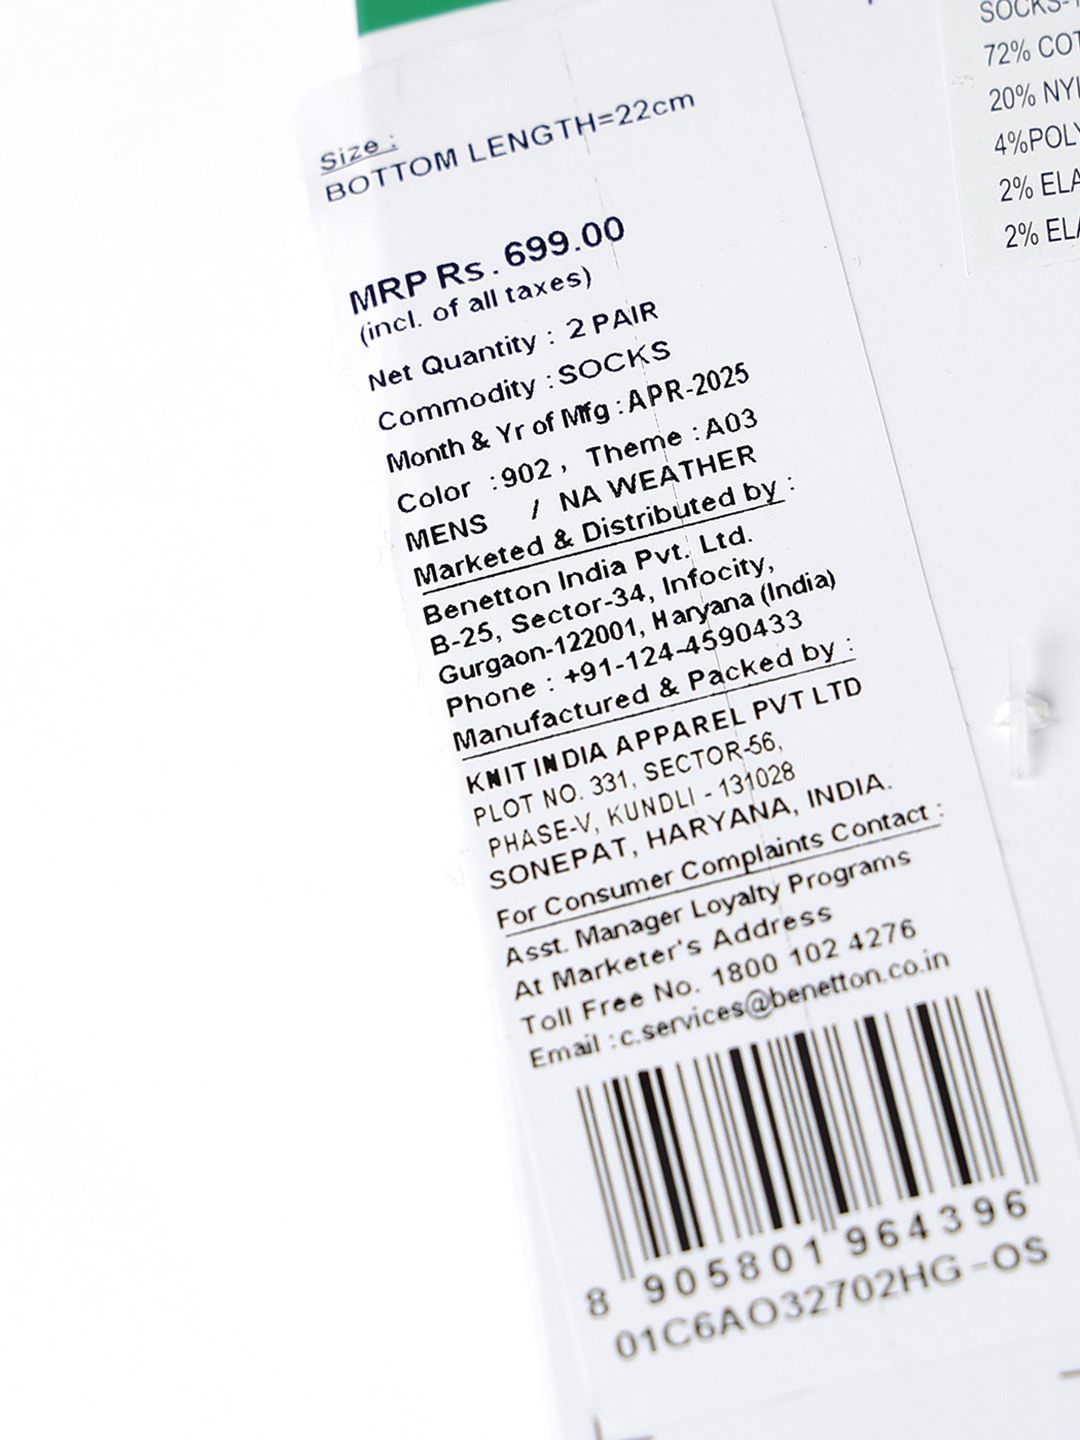 Size :
BOTTOM LENGTH=22cm
MRP Rs. 699.00
(incl. of all taxes)
Net Quantity : 2 PAIR
Commodity :SOCKS
Month & Yr of Mfg :APR-2025
Color :902 , Theme :A03
MENS / NA WEATHER
Marketed & Distributed by :
Benetton India Pvt. Ltd.
B-25, Sector-34, Infocity,
Gurgaon-122001, Haryana (India)
Phone : +91-124-4590433
Manufactured & Packed by :
KNIT INDIA APPAREL PVT LTD
PLOT NO. 331, SECTOR-56,
PHASE-V, KUNDLI - 131028
SONEPAT, HARYANA, INDIA.
For Consumer Complaints Contact :
Asst. Manager Loyalty Programs
At Marketer's Address
Toll Free No. 1800 102 4276
Email :c.services@benetton.co.in
8 905801 964396
01C6AO32702HG-OS
SOCKS-
72% COT
20% NYL
4%POLY
2% ELA
2% ELA